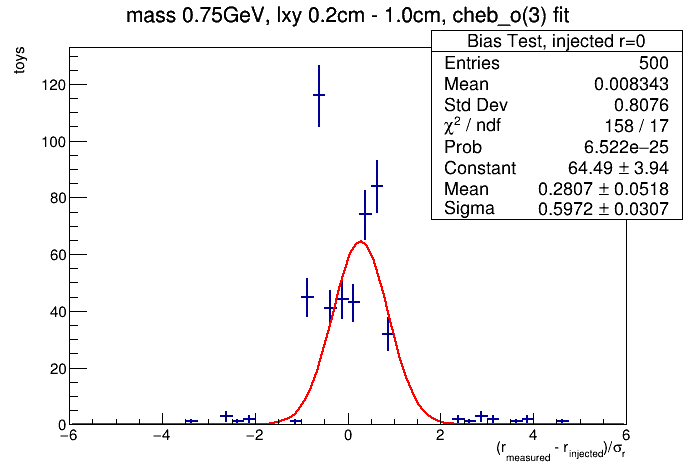 mass 0.75GeV, lxy 0.2cm - 1.0cm, cheb_o(3) fit
toys
Bias Test, injected r=0
Entries 500
Mean 0.008343
Std Dev 0.8076
χ² / ndf 158 / 17
Prob 6.522e−25
Constant 64.49 ± 3.94
Mean 0.2807 ± 0.0518
Sigma 0.5972 ± 0.0307
120
100
80
60
40
20
0
−6 −4 −2 0 2 4 6
(r_measured - r_injected)/σ_r